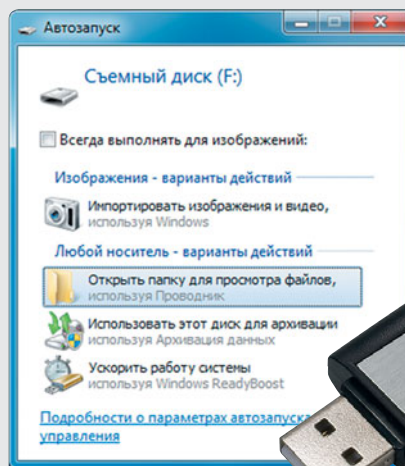 Автозапуск
Съемный диск (F:)
Всегда выполнять для изображений:
Изображения - варианты действий
Импортировать изображения и видео,
используя Windows
Любой носитель - варианты действий
Открыть папку для просмотра файлов,
используя Проводник
Использовать этот диск для архивации
используя Архивация данных
Ускорить работу системы
используя Windows ReadyBoost
Подробности о параметрах автозапуска
управления